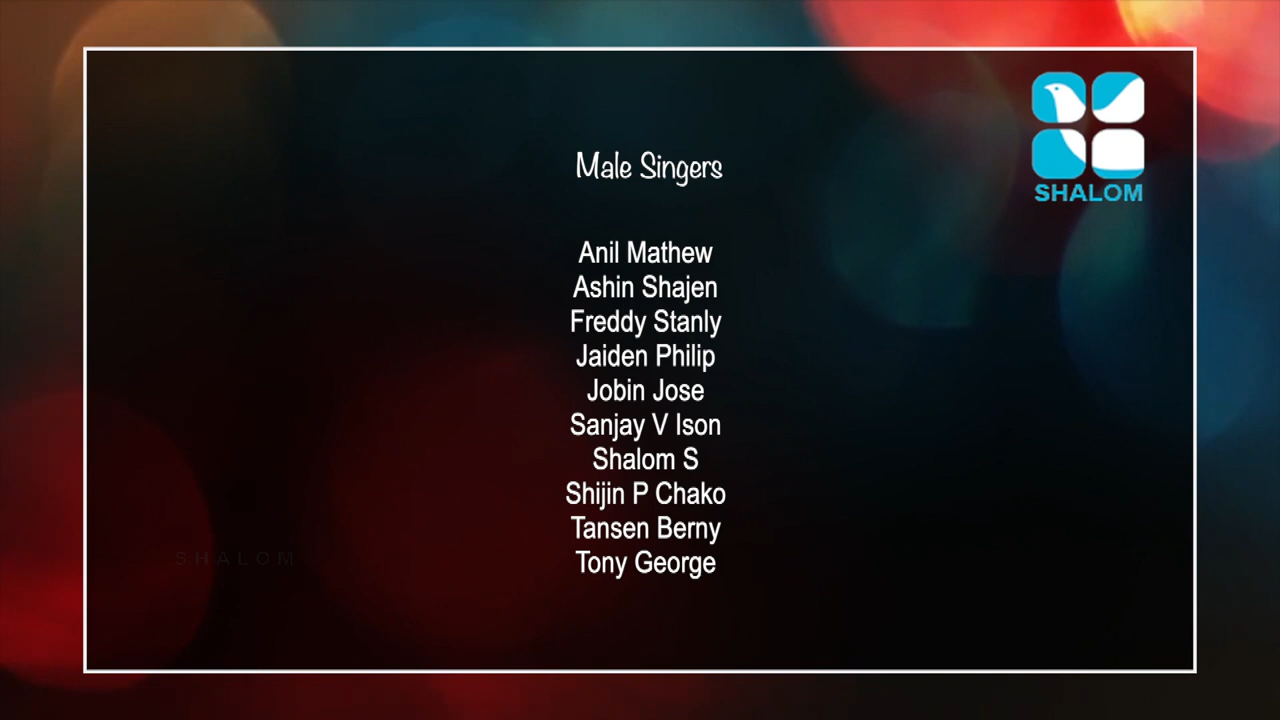 SHALOM
Male Singers
Anil Mathew
Ashin Shajen
Freddy Stanly
Jaiden Philip
Jobin Jose
Sanjay V Ison
Shalom S
Shijin P Chako
Tansen Berny
Tony George
SHALOM